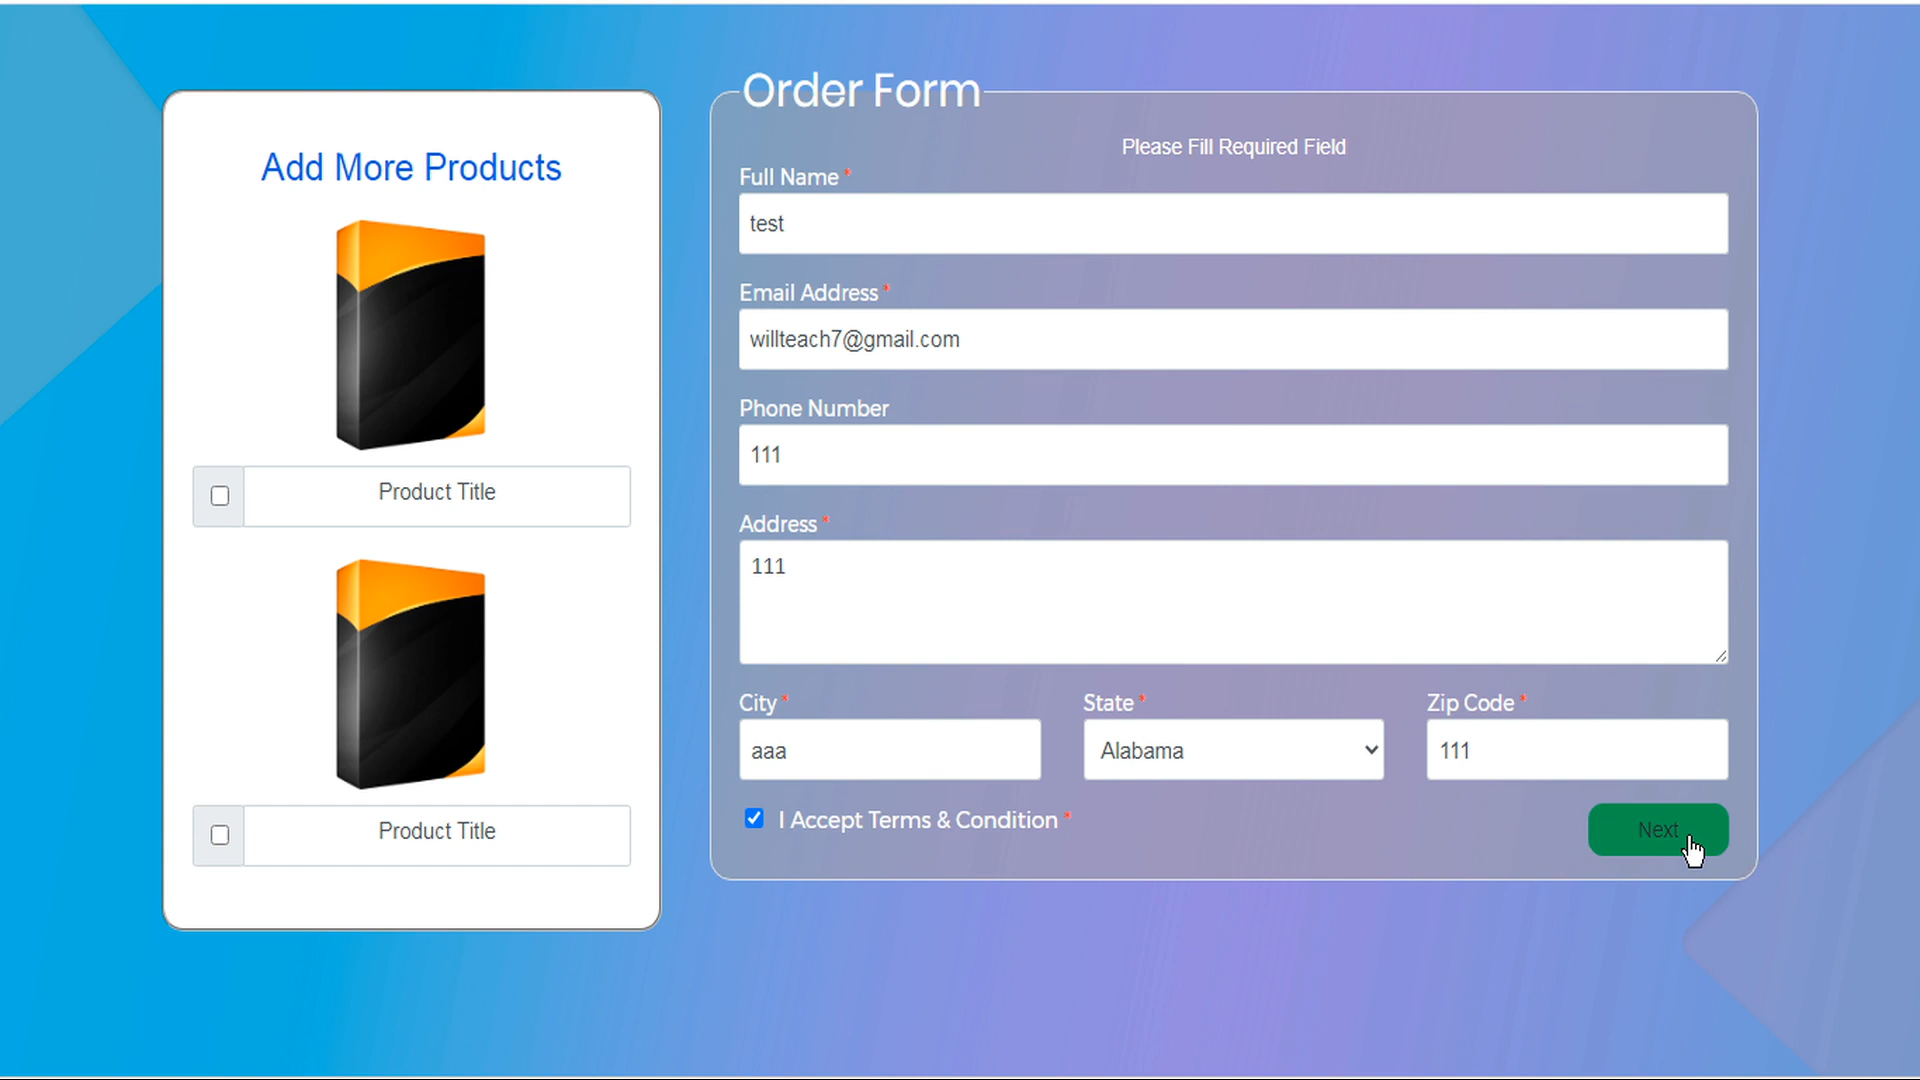 Add More Products
Product Title
Product Title
Order Form
Please Fill Required Field
Full Name *
test
Email Address *
willteach7@gmail.com
Phone Number
111
Address *
111
City * State * Zip Code *
aaa Alabama 111
I Accept Terms & Condition *
Next